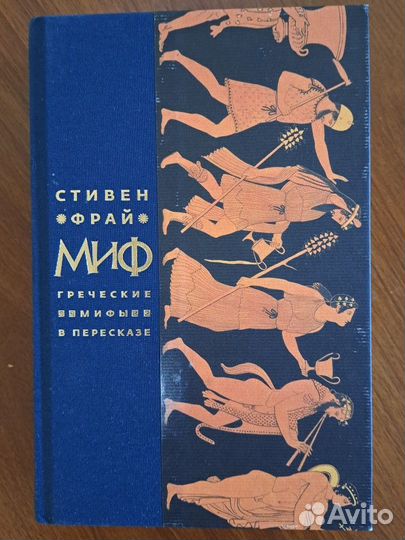 СТИВЕН
ФРАЙ
МИФ
ГРЕЧЕСКИЕ
МИФЫ
В ПЕРЕСКАЗЕ
Avito